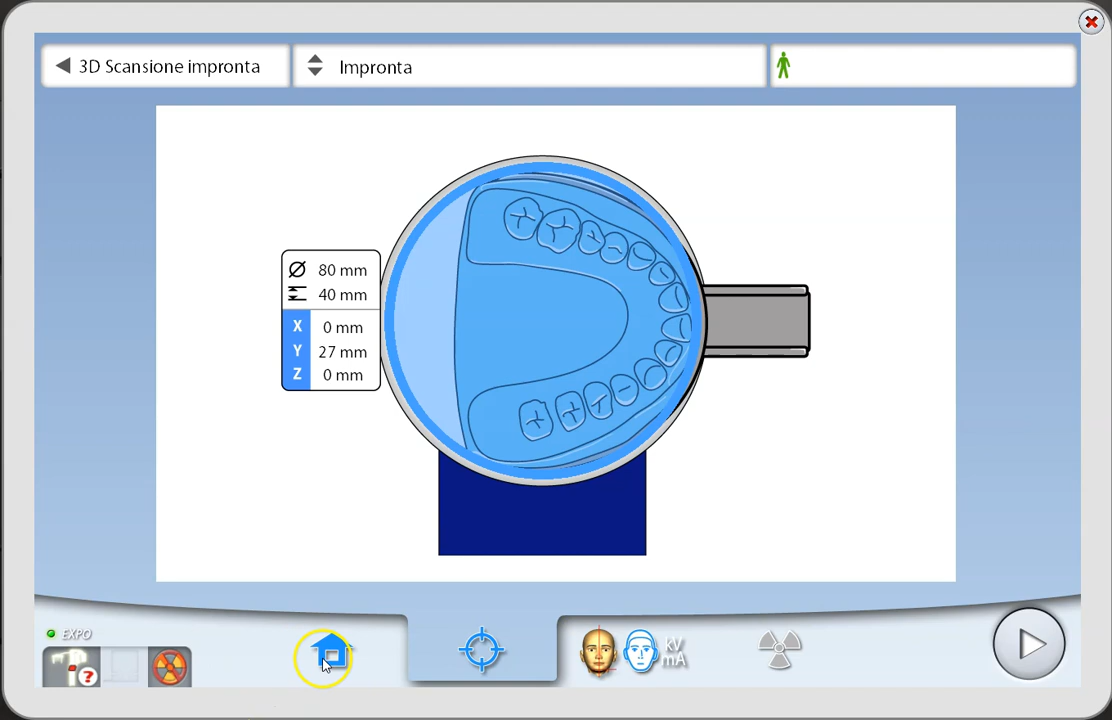 3D Scansione impronta
Impronta
80 mm
40 mm
X 0 mm
Y 27 mm
Z 0 mm
EXPO
?
kV
mA